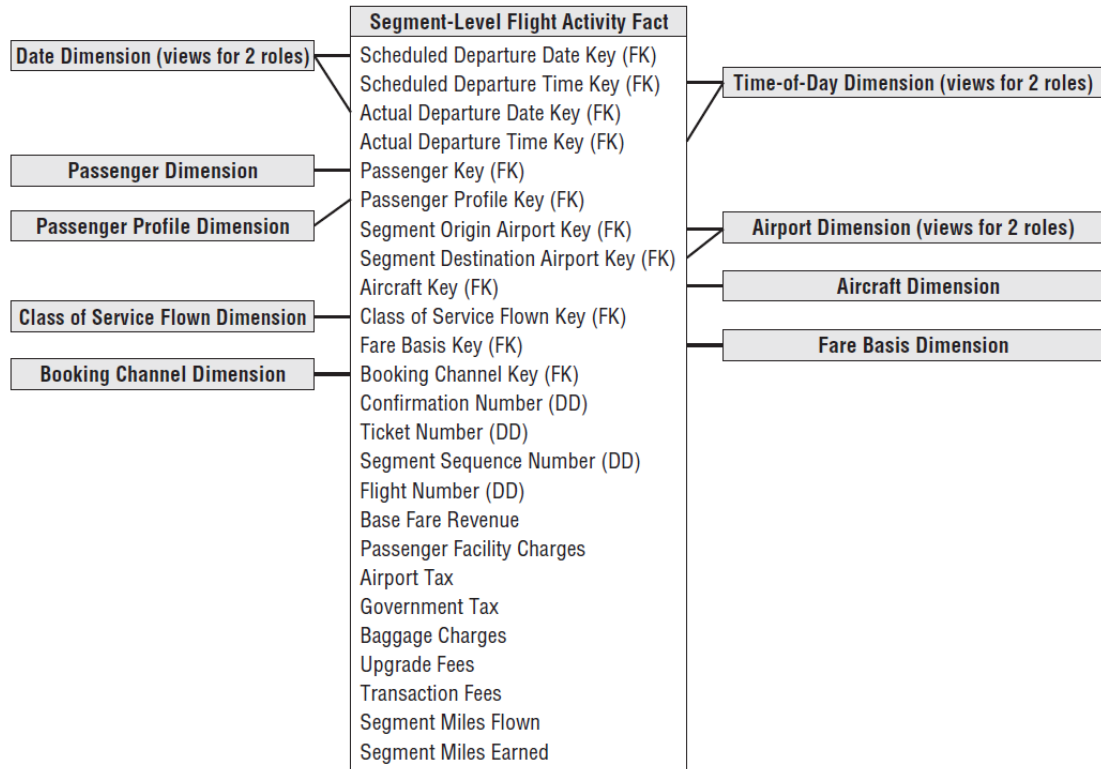 Segment-Level Flight Activity Fact
Date Dimension (views for 2 roles)
Scheduled Departure Date Key (FK)
Scheduled Departure Time Key (FK)
Time-of-Day Dimension (views for 2 roles)
Actual Departure Date Key (FK)
Actual Departure Time Key (FK)
Passenger Dimension
Passenger Key (FK)
Passenger Profile Key (FK)
Passenger Profile Dimension
Segment Origin Airport Key (FK)
Airport Dimension (views for 2 roles)
Segment Destination Airport Key (FK)
Aircraft Key (FK)
Aircraft Dimension
Class of Service Flown Dimension
Class of Service Flown Key (FK)
Fare Basis Key (FK)
Fare Basis Dimension
Booking Channel Dimension
Booking Channel Key (FK)
Confirmation Number (DD)
Ticket Number (DD)
Segment Sequence Number (DD)
Flight Number (DD)
Base Fare Revenue
Passenger Facility Charges
Airport Tax
Government Tax
Baggage Charges
Upgrade Fees
Transaction Fees
Segment Miles Flown
Segment Miles Earned